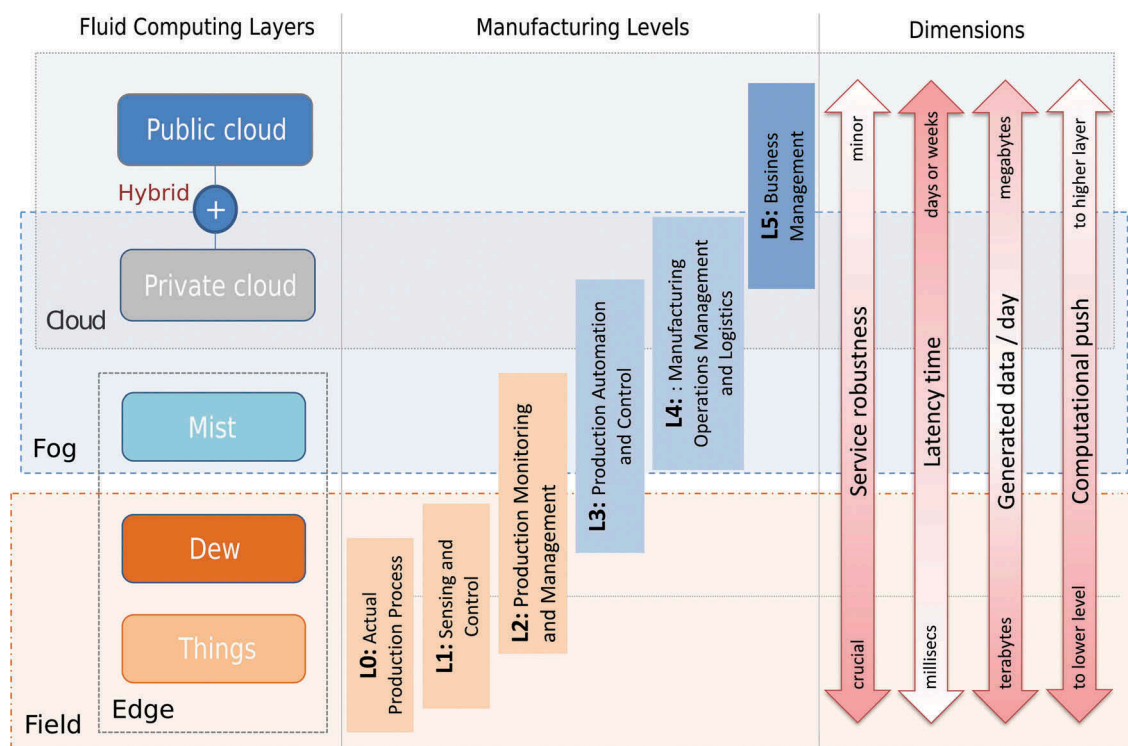 Fluid Computing Layers
Manufacturing Levels
Dimensions
Public cloud
Hybrid
+
Private cloud
Cloud
Mist
Fog
Dew
Things
Edge
Field
L0: Actual
Production Process
L1: Sensing and
Control
L2: Production Monitoring
and Management
L3: Production Automation
and Control
L4: : Manufacturing
Operations Management
and Logistics
L5: Business
Management
minor
Service robustness
crucial
days or weeks
Latency time
millisecs
megabytes
Generated data / day
terabytes
to higher layer
Computational push
to lower level